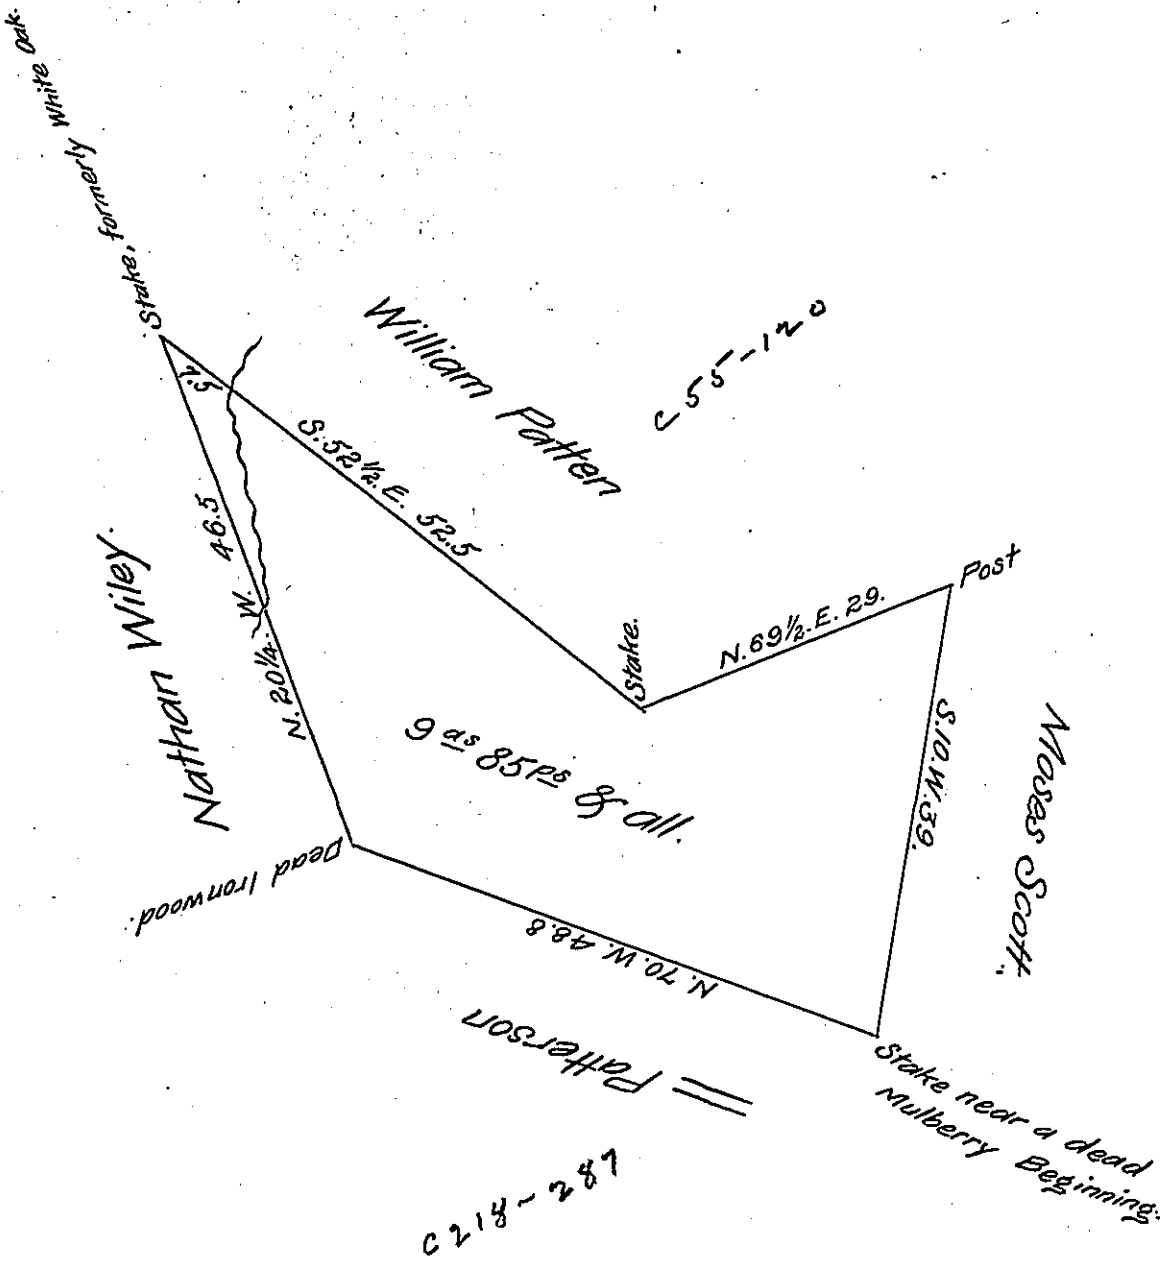 Stake, formerly White Oak.
William Patten
C55-120
7.5
S. 52½. E. 52.5
N. 20¼. W. 46.5
Nathan Wiley.
Stake.
N. 69½. E. 29.
Post
S. 10. W. 39.
Moses Scott.
9 as 85 ps & all.
Dead Ironwood.
N. 70. W. 48.8
Patterson
Stake near a dead
Mulberry Beginning.
C218-287